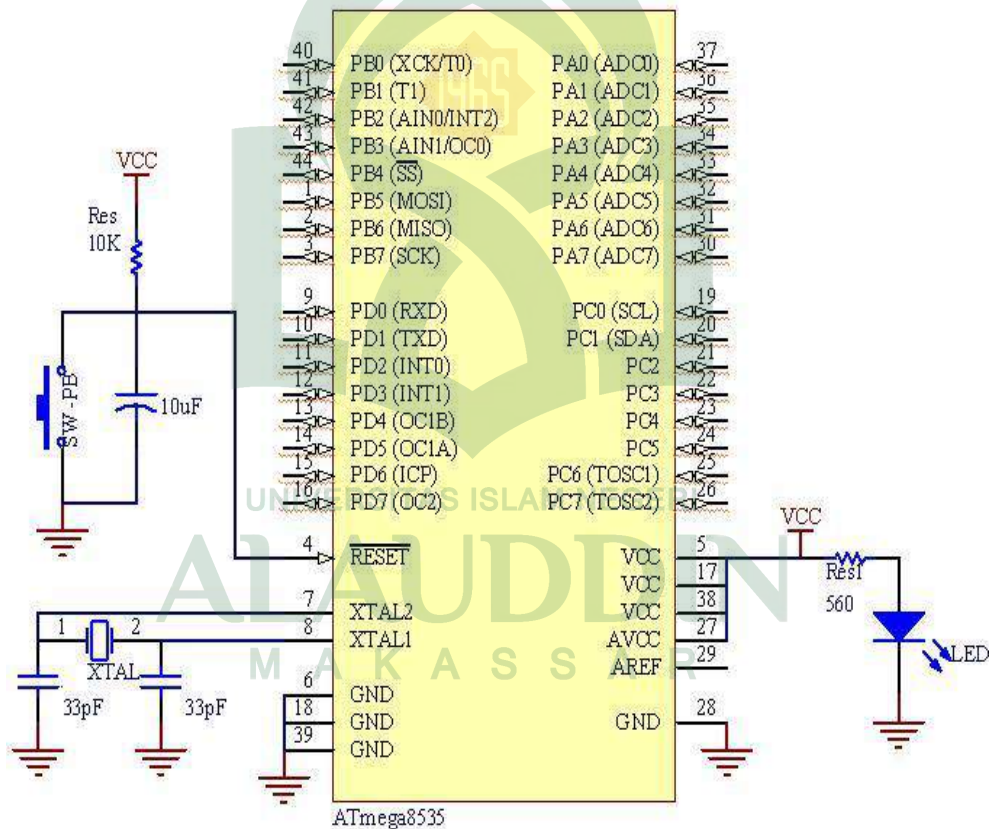 40 PB0 (XCK/T0) PA0 (ADC0) 37
41 PB1 (T1) PA1 (ADC1) 36
42 PB2 (AIN0/INT2) PA2 (ADC2) 35
43 PB3 (AIN1/OC0) PA3 (ADC3) 34
44 PB4 (SS) PA4 (ADC4) 33
1 PB5 (MOSI) PA5 (ADC5) 32
2 PB6 (MISO) PA6 (ADC6) 31
3 PB7 (SCK) PA7 (ADC7) 30
1965
VCC
Res
10K
9 PD0 (RXD) PC0 (SCL) 19
10 PD1 (TXD) PC1 (SDA) 20
11 PD2 (INT0) PC2 21
12 PD3 (INT1) PC3 22
13 PD4 (OC1B) PC4 23
14 PD5 (OC1A) PC5 24
15 PD6 (ICP) PC6 (TOSC1) 25
16 PD7 (OC2) PC7 (TOSC2) 26
SW-PB
10uF
UNIVERSITAS ISLAM NEGERI
ALAUDDIN
MAKASSAR
4 RESET VCC 5
VCC 17
7 XTAL2 VCC 38
8 XTAL1 AVCC 27
AREF 29
6 GND
18 GND GND 28
39 GND
VCC
Res1
560
LED
1 2
XTAL
33pF 33pF
ATmega8535